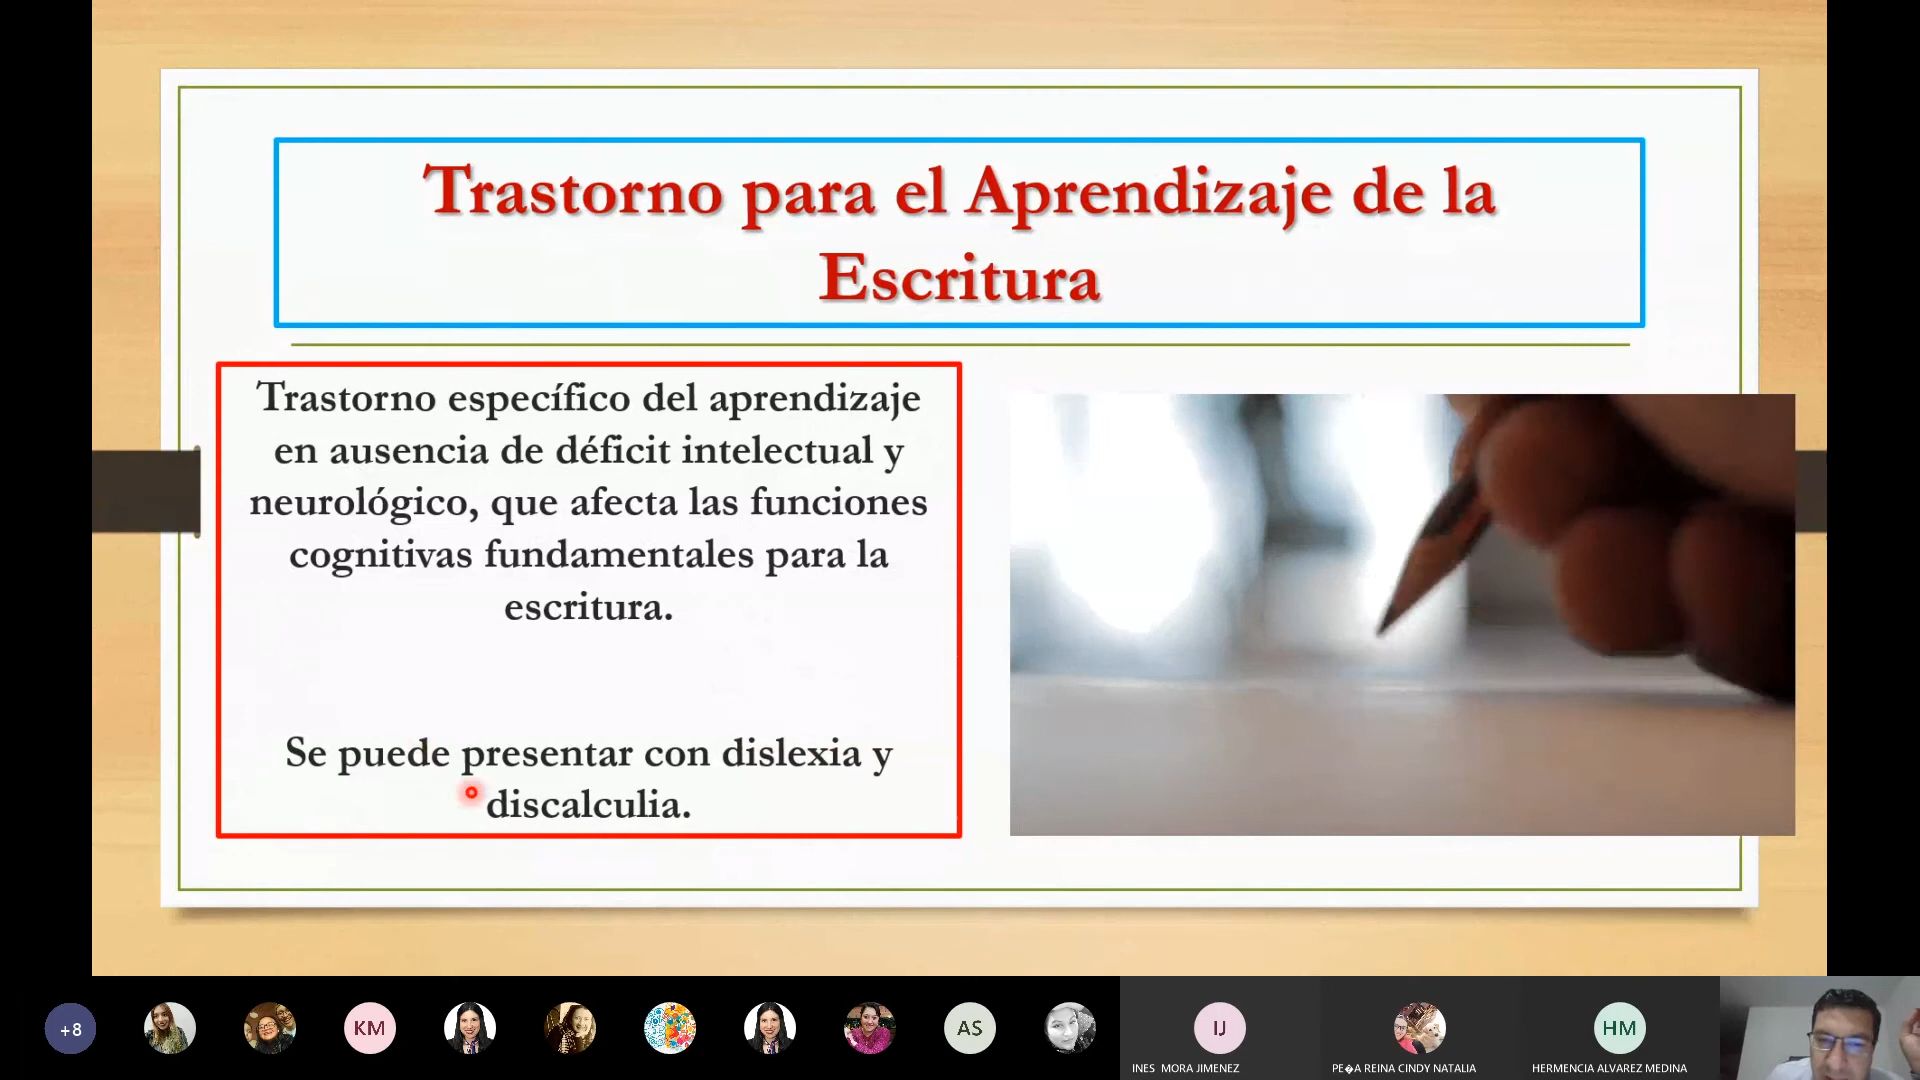 Trastorno para el Aprendizaje de la
Escritura
Trastorno específico del aprendizaje
en ausencia de déficit intelectual y
neurológico, que afecta las funciones
cognitivas fundamentales para la
escritura.
Se puede presentar con dislexia y
discalculia.
+8
KM
AS
IJ
HM
INES MORA JIMENEZ
PE�A REINA CINDY NATALIA
HERMENCIA ALVAREZ MEDINA